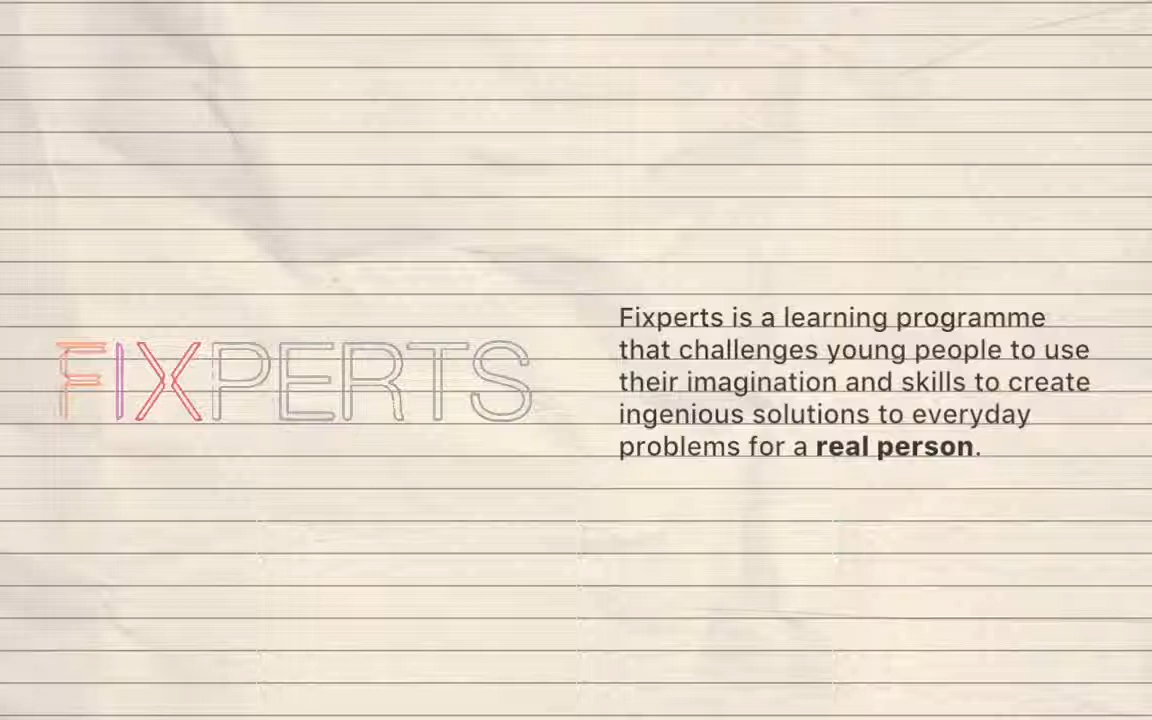 FIXPERTS
Fixperts is a learning programme
that challenges young people to use
their imagination and skills to create
ingenious solutions to everyday
problems for a real person.